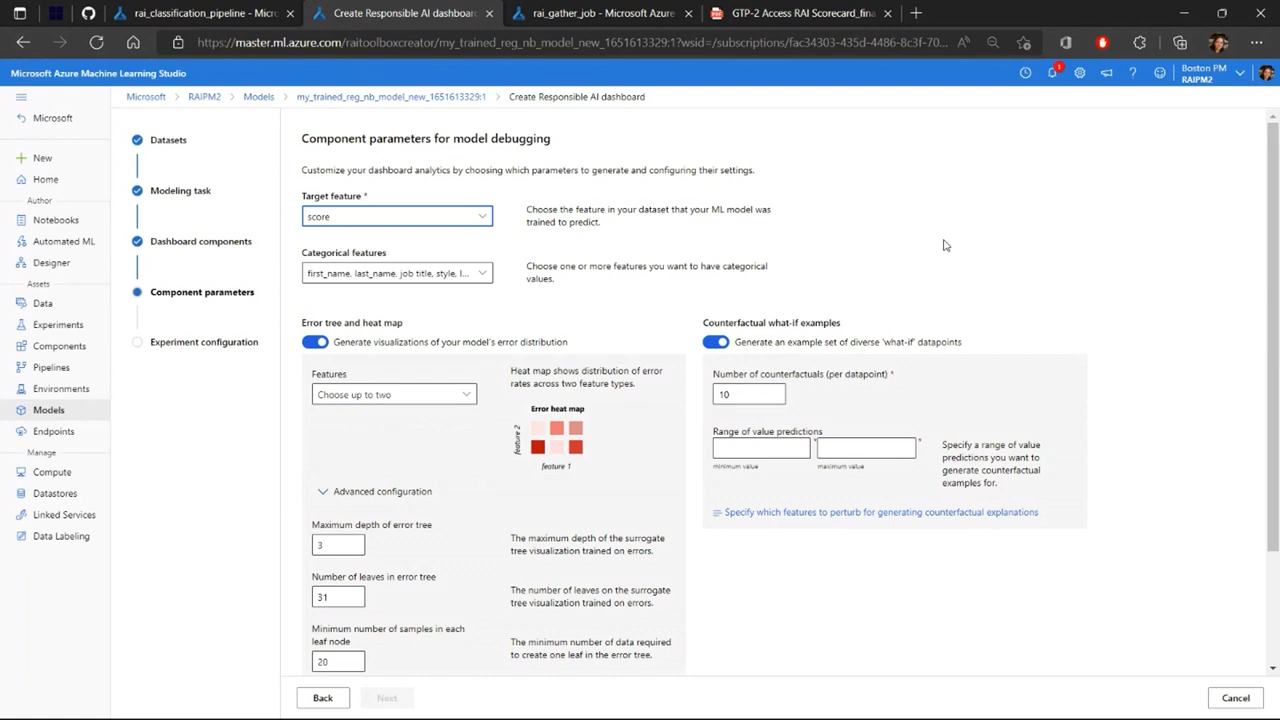 rai_classification_pipeline - Micro
Create Responsible AI dashboard
rai_gather_job - Microsoft Azure
GTP-2 Access RAI Scorecard_fina
https://master.ml.azure.com/raitoolboxcreator/my_trained_reg_nb_model_new_1651613329:1?wsid=/subscriptions/fac34303-435d-4486-8c3f-70...
Microsoft Azure Machine Learning Studio
1
Boston PM
RAIPM2
Microsoft > RAIPM2 > Models > my_trained_reg_nb_model_new_1651613329:1 > Create Responsible AI dashboard
Microsoft
New
Home
Author
Notebooks
Automated ML
Designer
Assets
Data
Experiments
Components
Pipelines
Environments
Models
Endpoints
Manage
Compute
Datastores
Linked Services
Data Labeling
Datasets
Modeling task
Dashboard components
Component parameters
Experiment configuration
Component parameters for model debugging
Customize your dashboard analytics by choosing which parameters to generate and configuring their settings.
Target feature *
score
Choose the feature in your dataset that your ML model was
trained to predict.
Categorical features
first_name, last_name, job title, style, l...
Choose one or more features you want to have categorical
values.
Error tree and heat map
Generate visualizations of your model's error distribution
Features
Choose up to two
Heat map shows distribution of error
rates across two feature types.
Error heat map
feature 2
feature 1
Advanced configuration
Maximum depth of error tree
3
The maximum depth of the surrogate
tree visualization trained on errors.
Number of leaves in error tree
31
The number of leaves on the surrogate
tree visualization trained on errors.
Minimum number of samples in each
leaf node
20
The minimum number of data required
to create one leaf in the error tree.
Counterfactual what-if examples
Generate an example set of diverse 'what-if' datapoints
Number of counterfactuals (per datapoint) *
10
Range of value predictions
* *
minimum value
maximum value
Specify a range of value
predictions you want to
generate counterfactual
examples for.
Specify which features to perturb for generating counterfactual explanations
Back
Next
Cancel